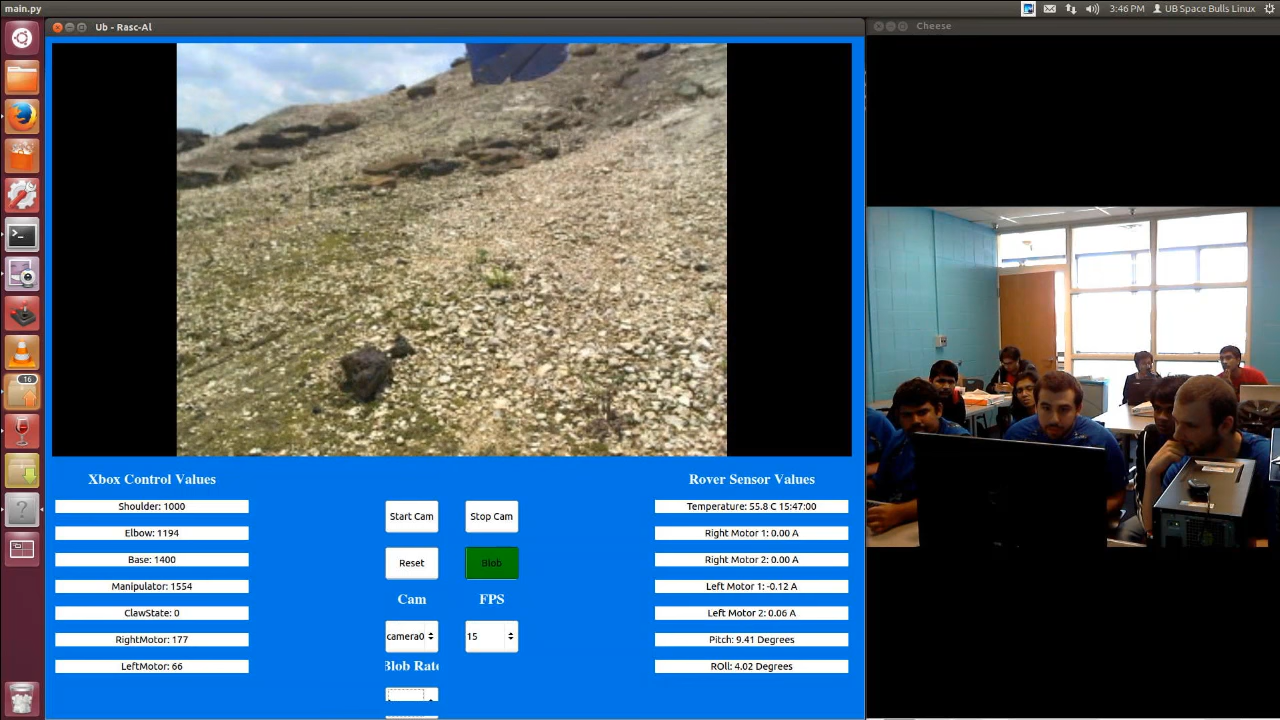 main.py
3:46 PM
UB Space Bulls Linux
Ub - Rasc-Al
Cheese
16
Xbox Control Values
Shoulder: 1000
Elbow: 1194
Base: 1400
Manipulator: 1554
ClawState: 0
RightMotor: 177
LeftMotor: 66
Start Cam
Stop Cam
Reset
Blob
Cam
FPS
camera0
15
Blob Rate
Rover Sensor Values
Temperature: 55.8 C 15:47:00
Right Motor 1: 0.00 A
Right Motor 2: 0.00 A
Left Motor 1: -0.12 A
Left Motor 2: 0.06 A
Pitch: 9.41 Degrees
ROll: 4.02 Degrees